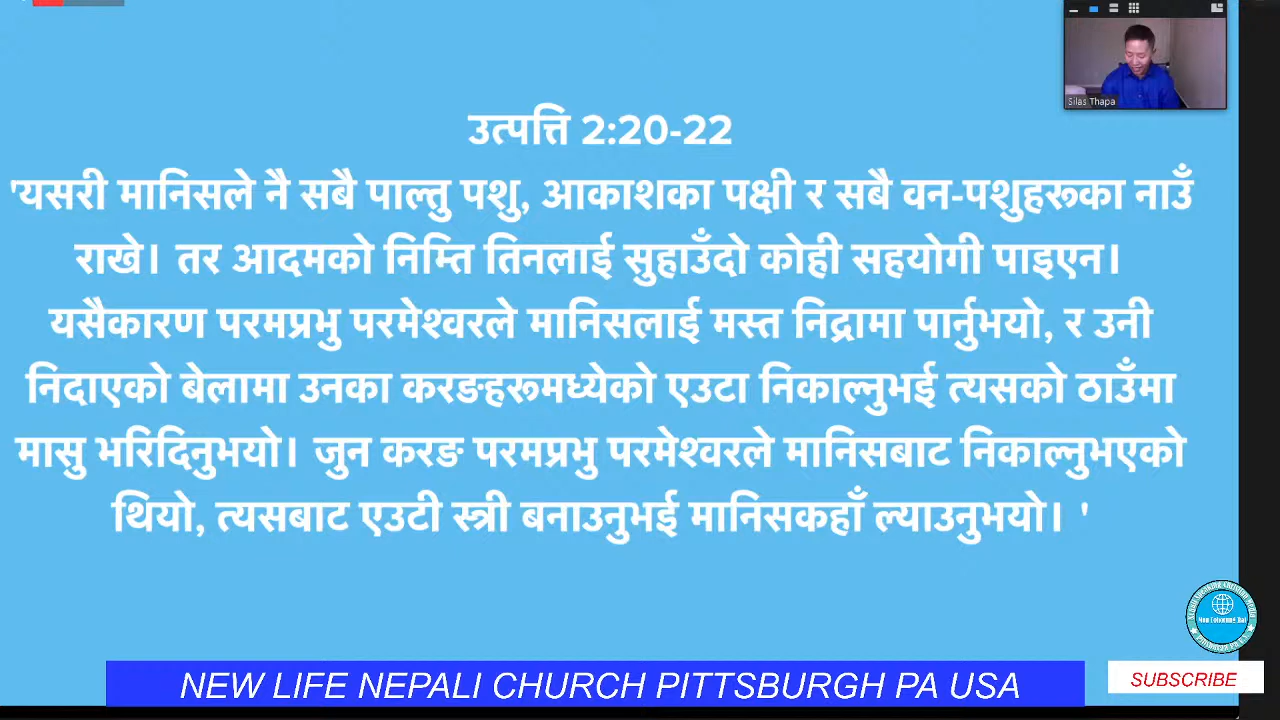 Silas Thapa
उत्पत्ति 2:20-22
'यसरी मानिसले नै सबै पाल्तु पशु, आकाशका पक्षी र सबै वन-पशुहरूका नाउँ
राखे। तर आदमको निम्ति तिनलाई सुहाउँदो कोही सहयोगी पाइएन।
यसैकारण परमप्रभु परमेश्वरले मानिसलाई मस्त निद्रामा पार्नुभयो, र उनी
निदाएको बेलामा उनका करङहरूमध्येको एउटा निकाल्नुभई त्यसको ठाउँमा
मासु भरिदिनुभयो। जुन करङ परमप्रभु परमेश्वरले मानिसबाट निकाल्नुभएको
थियो, त्यसबाट एउटी स्त्री बनाउनुभई मानिसकहाँ ल्याउनुभयो। '
NEW LIFE NEPALI CHURCH PITTSBURGH PA USA
SUBSCRIBE